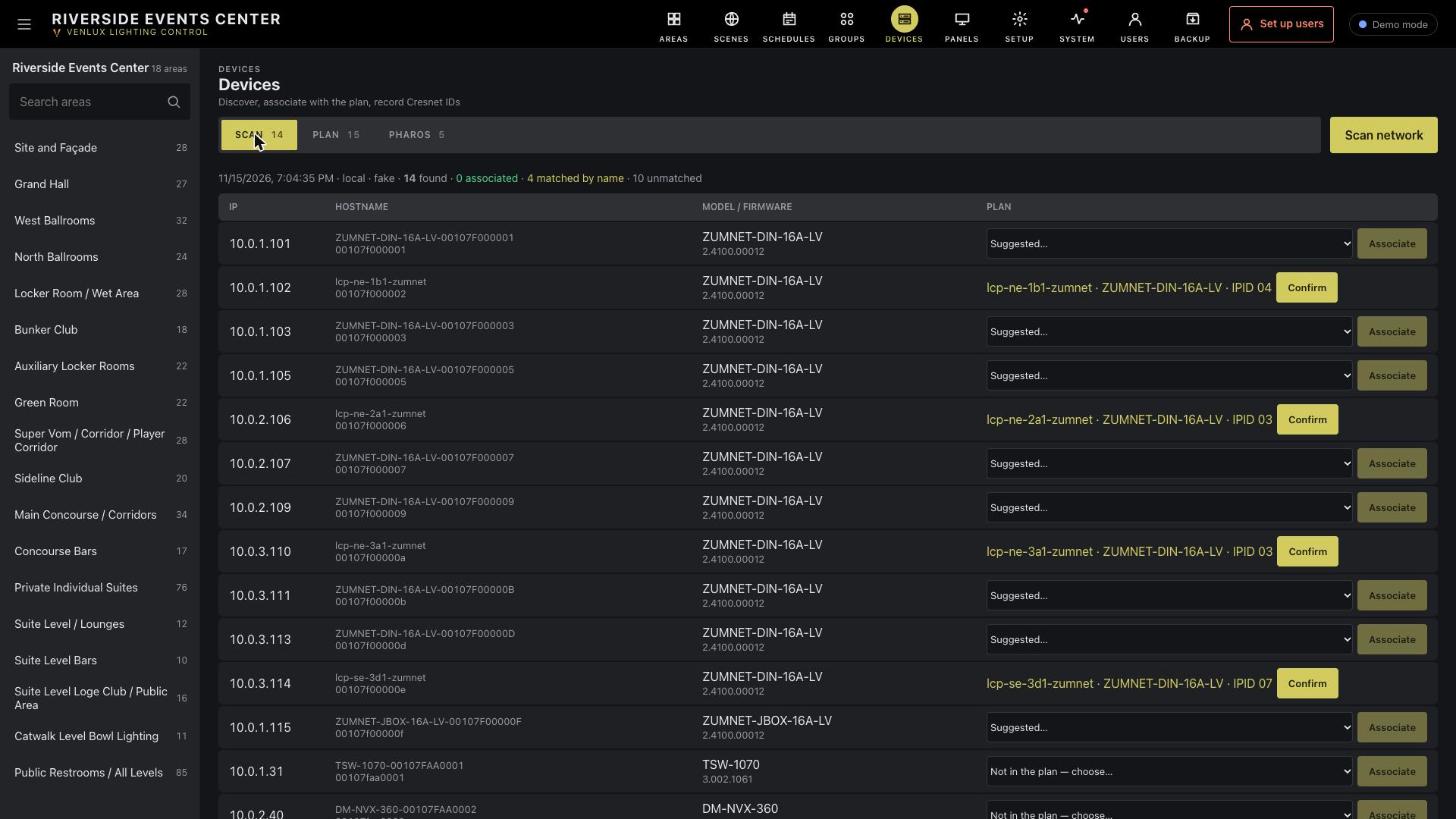 RIVERSIDE EVENTS CENTER
VENLUX LIGHTING CONTROL
AREAS
SCENES
SCHEDULES
GROUPS
DEVICES
PANELS
SETUP
SYSTEM
USERS
BACKUP
Set up users
Demo mode
Riverside Events Center 18 areas
Search areas
Site and Façade 28
Grand Hall 27
West Ballrooms 32
North Ballrooms 24
Locker Room / Wet Area 28
Bunker Club 18
Auxiliary Locker Rooms 22
Green Room 22
Super Vom / Corridor / Player
Corridor 28
Sideline Club 20
Main Concourse / Corridors 34
Concourse Bars 17
Private Individual Suites 76
Suite Level / Lounges 12
Suite Level Bars 10
Suite Level Loge Club / Public
Area 16
Catwalk Level Bowl Lighting 11
Public Restrooms / All Levels 85
DEVICES
Devices
Discover, associate with the plan, record Cresnet IDs
SCAN 14 PLAN 15 PHAROS 5
Scan network
11/15/2026, 7:04:35 PM · local · fake · 14 found · 0 associated · 4 matched by name · 10 unmatched
IP HOSTNAME MODEL / FIRMWARE PLAN
10.0.1.101 ZUMNET-DIN-16A-LV-00107F000001 ZUMNET-DIN-16A-LV Suggested... Associate
00107f000001 2.4100.00012
10.0.1.102 lcp-ne-1b1-zumnet ZUMNET-DIN-16A-LV lcp-ne-1b1-zumnet · ZUMNET-DIN-16A-LV · IPID 04 Confirm
00107f000002 2.4100.00012
10.0.1.103 ZUMNET-DIN-16A-LV-00107F000003 ZUMNET-DIN-16A-LV Suggested... Associate
00107f000003 2.4100.00012
10.0.1.105 ZUMNET-DIN-16A-LV-00107F000005 ZUMNET-DIN-16A-LV Suggested... Associate
00107f000005 2.4100.00012
10.0.2.106 lcp-ne-2a1-zumnet ZUMNET-DIN-16A-LV lcp-ne-2a1-zumnet · ZUMNET-DIN-16A-LV · IPID 03 Confirm
00107f000006 2.4100.00012
10.0.2.107 ZUMNET-DIN-16A-LV-00107F000007 ZUMNET-DIN-16A-LV Suggested... Associate
00107f000007 2.4100.00012
10.0.2.109 ZUMNET-DIN-16A-LV-00107F000009 ZUMNET-DIN-16A-LV Suggested... Associate
00107f000009 2.4100.00012
10.0.3.110 lcp-ne-3a1-zumnet ZUMNET-DIN-16A-LV lcp-ne-3a1-zumnet · ZUMNET-DIN-16A-LV · IPID 03 Confirm
00107f00000a 2.4100.00012
10.0.3.111 ZUMNET-DIN-16A-LV-00107F00000B ZUMNET-DIN-16A-LV Suggested... Associate
00107f00000b 2.4100.00012
10.0.3.113 ZUMNET-DIN-16A-LV-00107F00000D ZUMNET-DIN-16A-LV Suggested... Associate
00107f00000d 2.4100.00012
10.0.3.114 lcp-se-3d1-zumnet ZUMNET-DIN-16A-LV lcp-se-3d1-zumnet · ZUMNET-DIN-16A-LV · IPID 07 Confirm
00107f00000e 2.4100.00012
10.0.1.115 ZUMNET-JBOX-16A-LV-00107F00000F ZUMNET-JBOX-16A-LV Suggested... Associate
00107f00000f 2.4100.00012
10.0.1.31 TSW-1070-00107FAA0001 TSW-1070 Not in the plan — choose... Associate
00107faa0001 3.002.1061
10.0.2.40 DM-NVX-360-00107FAA0002 DM-NVX-360 Not in the plan — choose... Associate